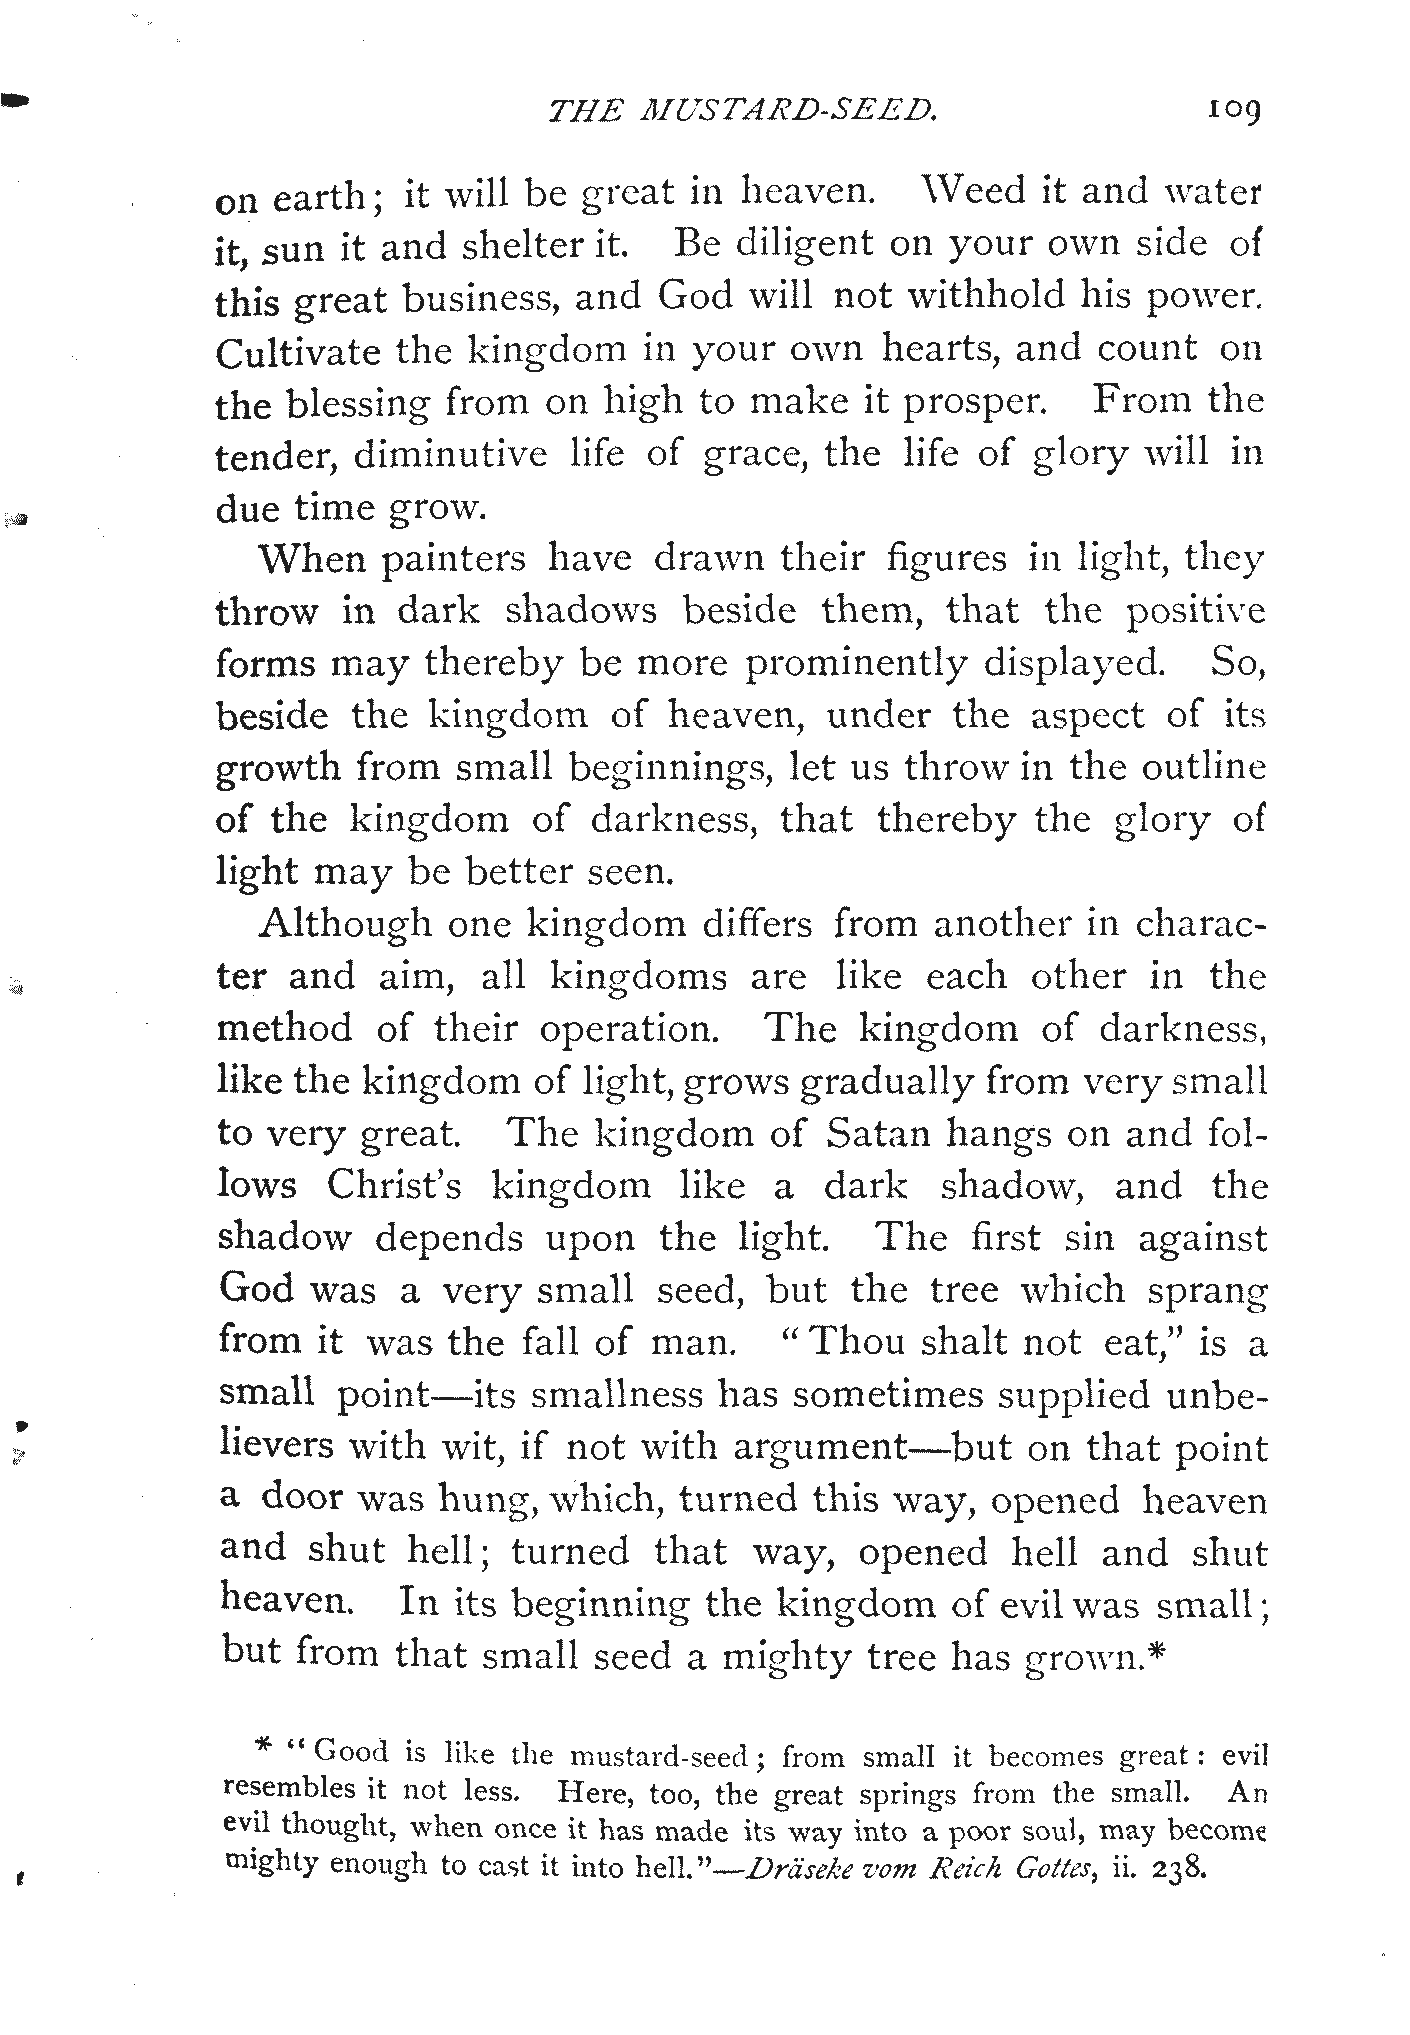 THE MUSTARD-SEED. 109
on earth; it will be great in heaven. Weed it and water
it, sun it and shelter it. Be diligent on your own side of
this great business, and God will not withhold his power.
Cultivate the kingdom in your own hearts, and count on
the blessing from on high to make it prosper. From the
tender, diminutive life of grace, the life of glory will in
due time grow.
When painters have drawn their figures in light, they
throw in dark shadows beside them, that the positive
forms may thereby be more prominently displayed. So,
beside the kingdom of heaven, under the aspect of its
growth from small beginnings, let us throw in the outline
of the kingdom of darkness, that thereby the glory of
light may be better seen.
Although one kingdom differs from another in charac-
ter and aim, all kingdoms are like each other in the
method of their operation. The kingdom of darkness,
like the kingdom of light, grows gradually from very small
to very great. The kingdom of Satan hangs on and fol-
lows Christ's kingdom like a dark shadow, and the
shadow depends upon the light. The first sin against
God was a very small seed, but the tree which sprang
from it was the fall of man. "Thou shalt not eat," is a
small point—its smallness has sometimes supplied unbe-
lievers with wit, if not with argument—but on that point
a door was hung, which, turned this way, opened heaven
and shut hell; turned that way, opened hell and shut
heaven. In its beginning the kingdom of evil was small;
but from that small seed a mighty tree has grown.*
* "Good is like the mustard-seed; from small it becomes great: evil
resembles it not less. Here, too, the great springs from the small. An
evil thought, when once it has made its way into a poor soul, may become
mighty enough to cast it into hell."—Dräseke vom Reich Gottes, ii. 238.